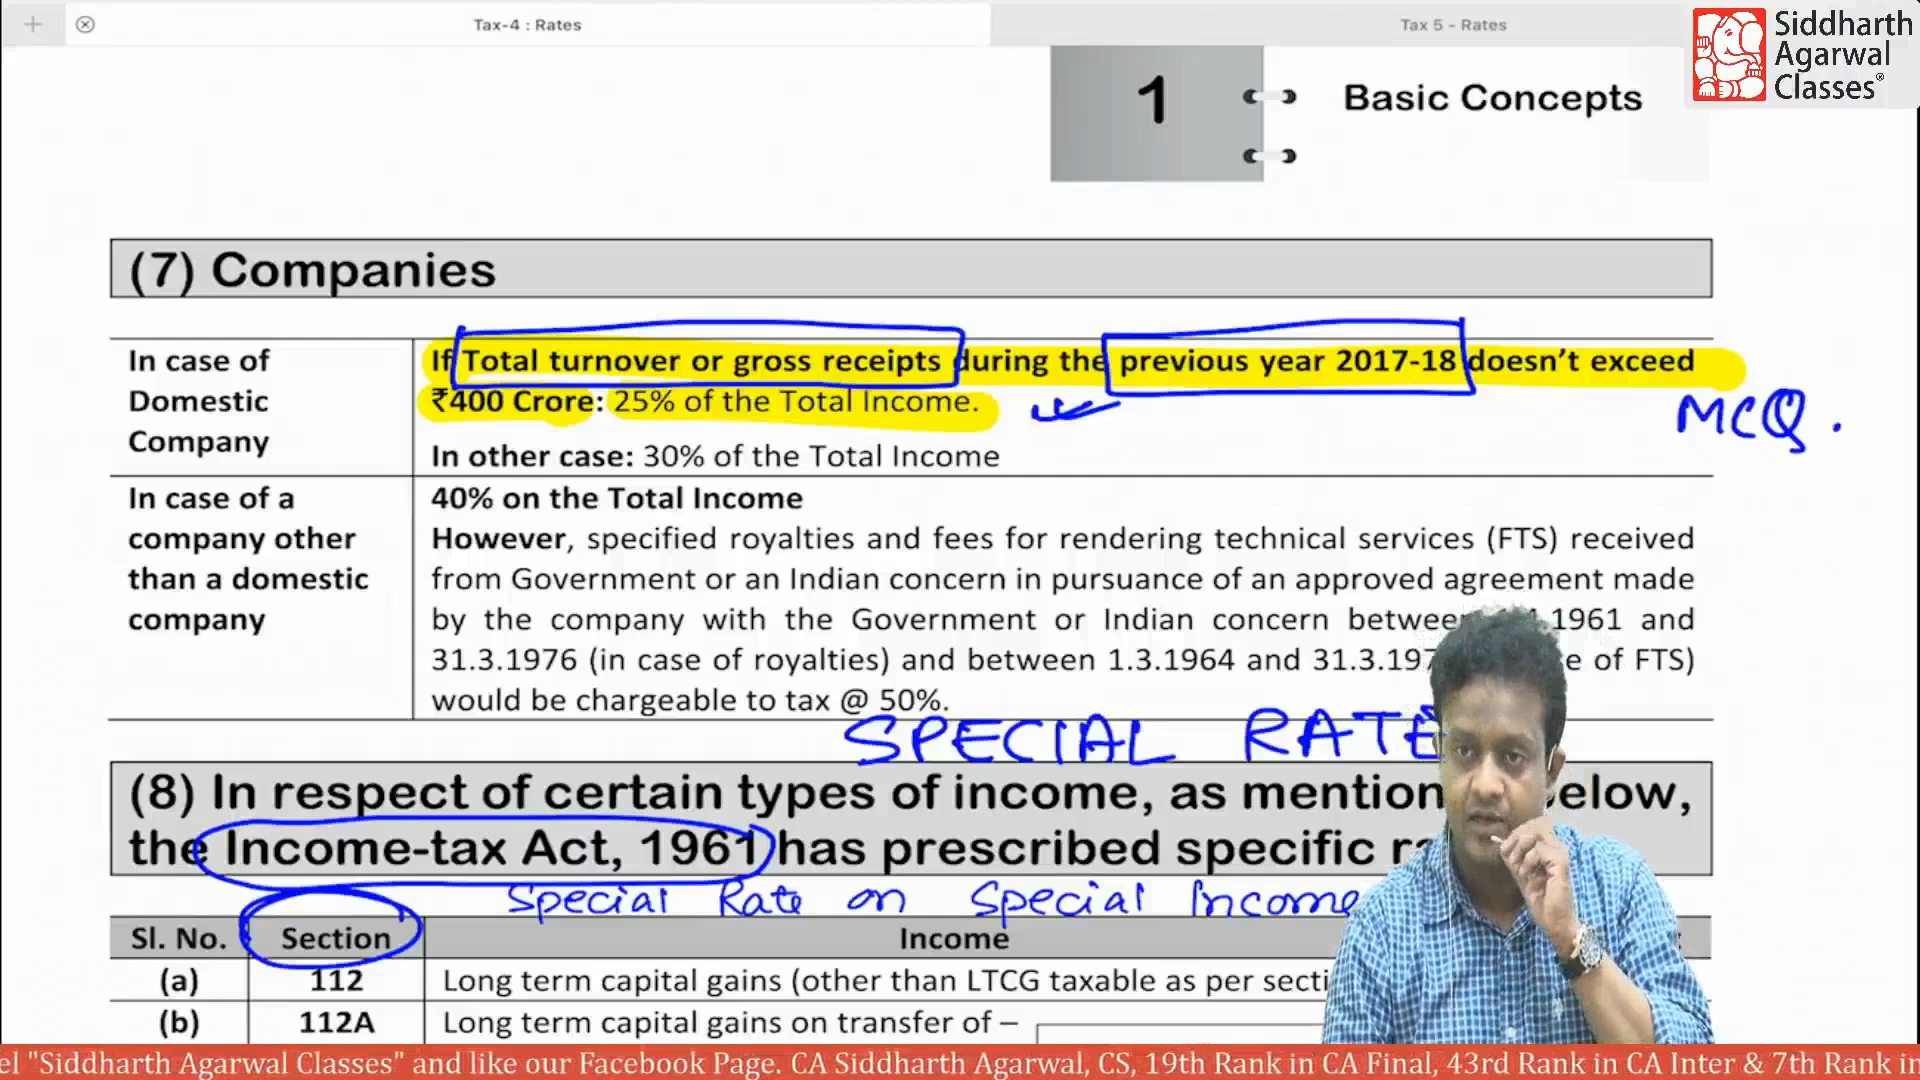 Tax-4 : Rates
Tax 5 - Rates
Siddharth
Agarwal
Classes®
1
Basic Concepts
(7) Companies
In case of Domestic Company
If Total turnover or gross receipts during the previous year 2017-18 doesn’t exceed
₹400 Crore: 25% of the Total Income.
MCQ.
In other case: 30% of the Total Income
In case of a company other than a domestic company
40% on the Total Income
However, specified royalties and fees for rendering technical services (FTS) received
from Government or an Indian concern in pursuance of an approved agreement made
by the company with the Government or Indian concern between 1961 and
31.3.1976 (in case of royalties) and between 1.3.1964 and of FTS)
would be chargeable to tax @ 50%.
SPECIAL RATE
(8) In respect of certain types of income, as below,
the Income-tax Act, 1961 has prescribed specific
Special Rate on Special Income
Sl. No. Section Income
(a) 112 Long term capital gains (other than LTCG taxable as per
(b) 112A Long term capital gains on transfer of –
"Siddharth Agarwal Classes" and like our Facebook Page. CA Siddharth Agarwal, CS, 19th Rank in CA Final, 43rd Rank in CA Inter & 7th Rank in